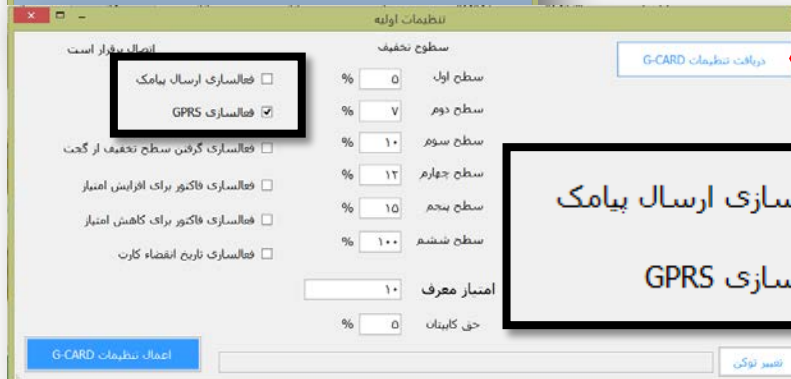 تنظیمات اولیه
دریافت تنظیمات G-CARD
سطوح تخفیف
سطح اول ۵ %
سطح دوم ۷ %
سطح سوم ۱۰ %
سطح چهارم ۱۲ %
سطح پنجم ۱۵ %
سطح ششم ۱۰۰ %
امتیاز معرف ۱۰
حق کاپیتان ۵ %
اتصال برقرار است
فعالسازی ارسال پیامک
فعالسازی GPRS
فعالسازی گرفتن سطح تخفیف از گجت
فعالسازی فاکتور برای افزایش امتیاز
فعالسازی فاکتور برای کاهش امتیاز
فعالسازی تاریخ انقضاء کارت
سازی ارسال پیامک
سازی GPRS
تغییر توکن
اعمال تنظیمات G-CARD